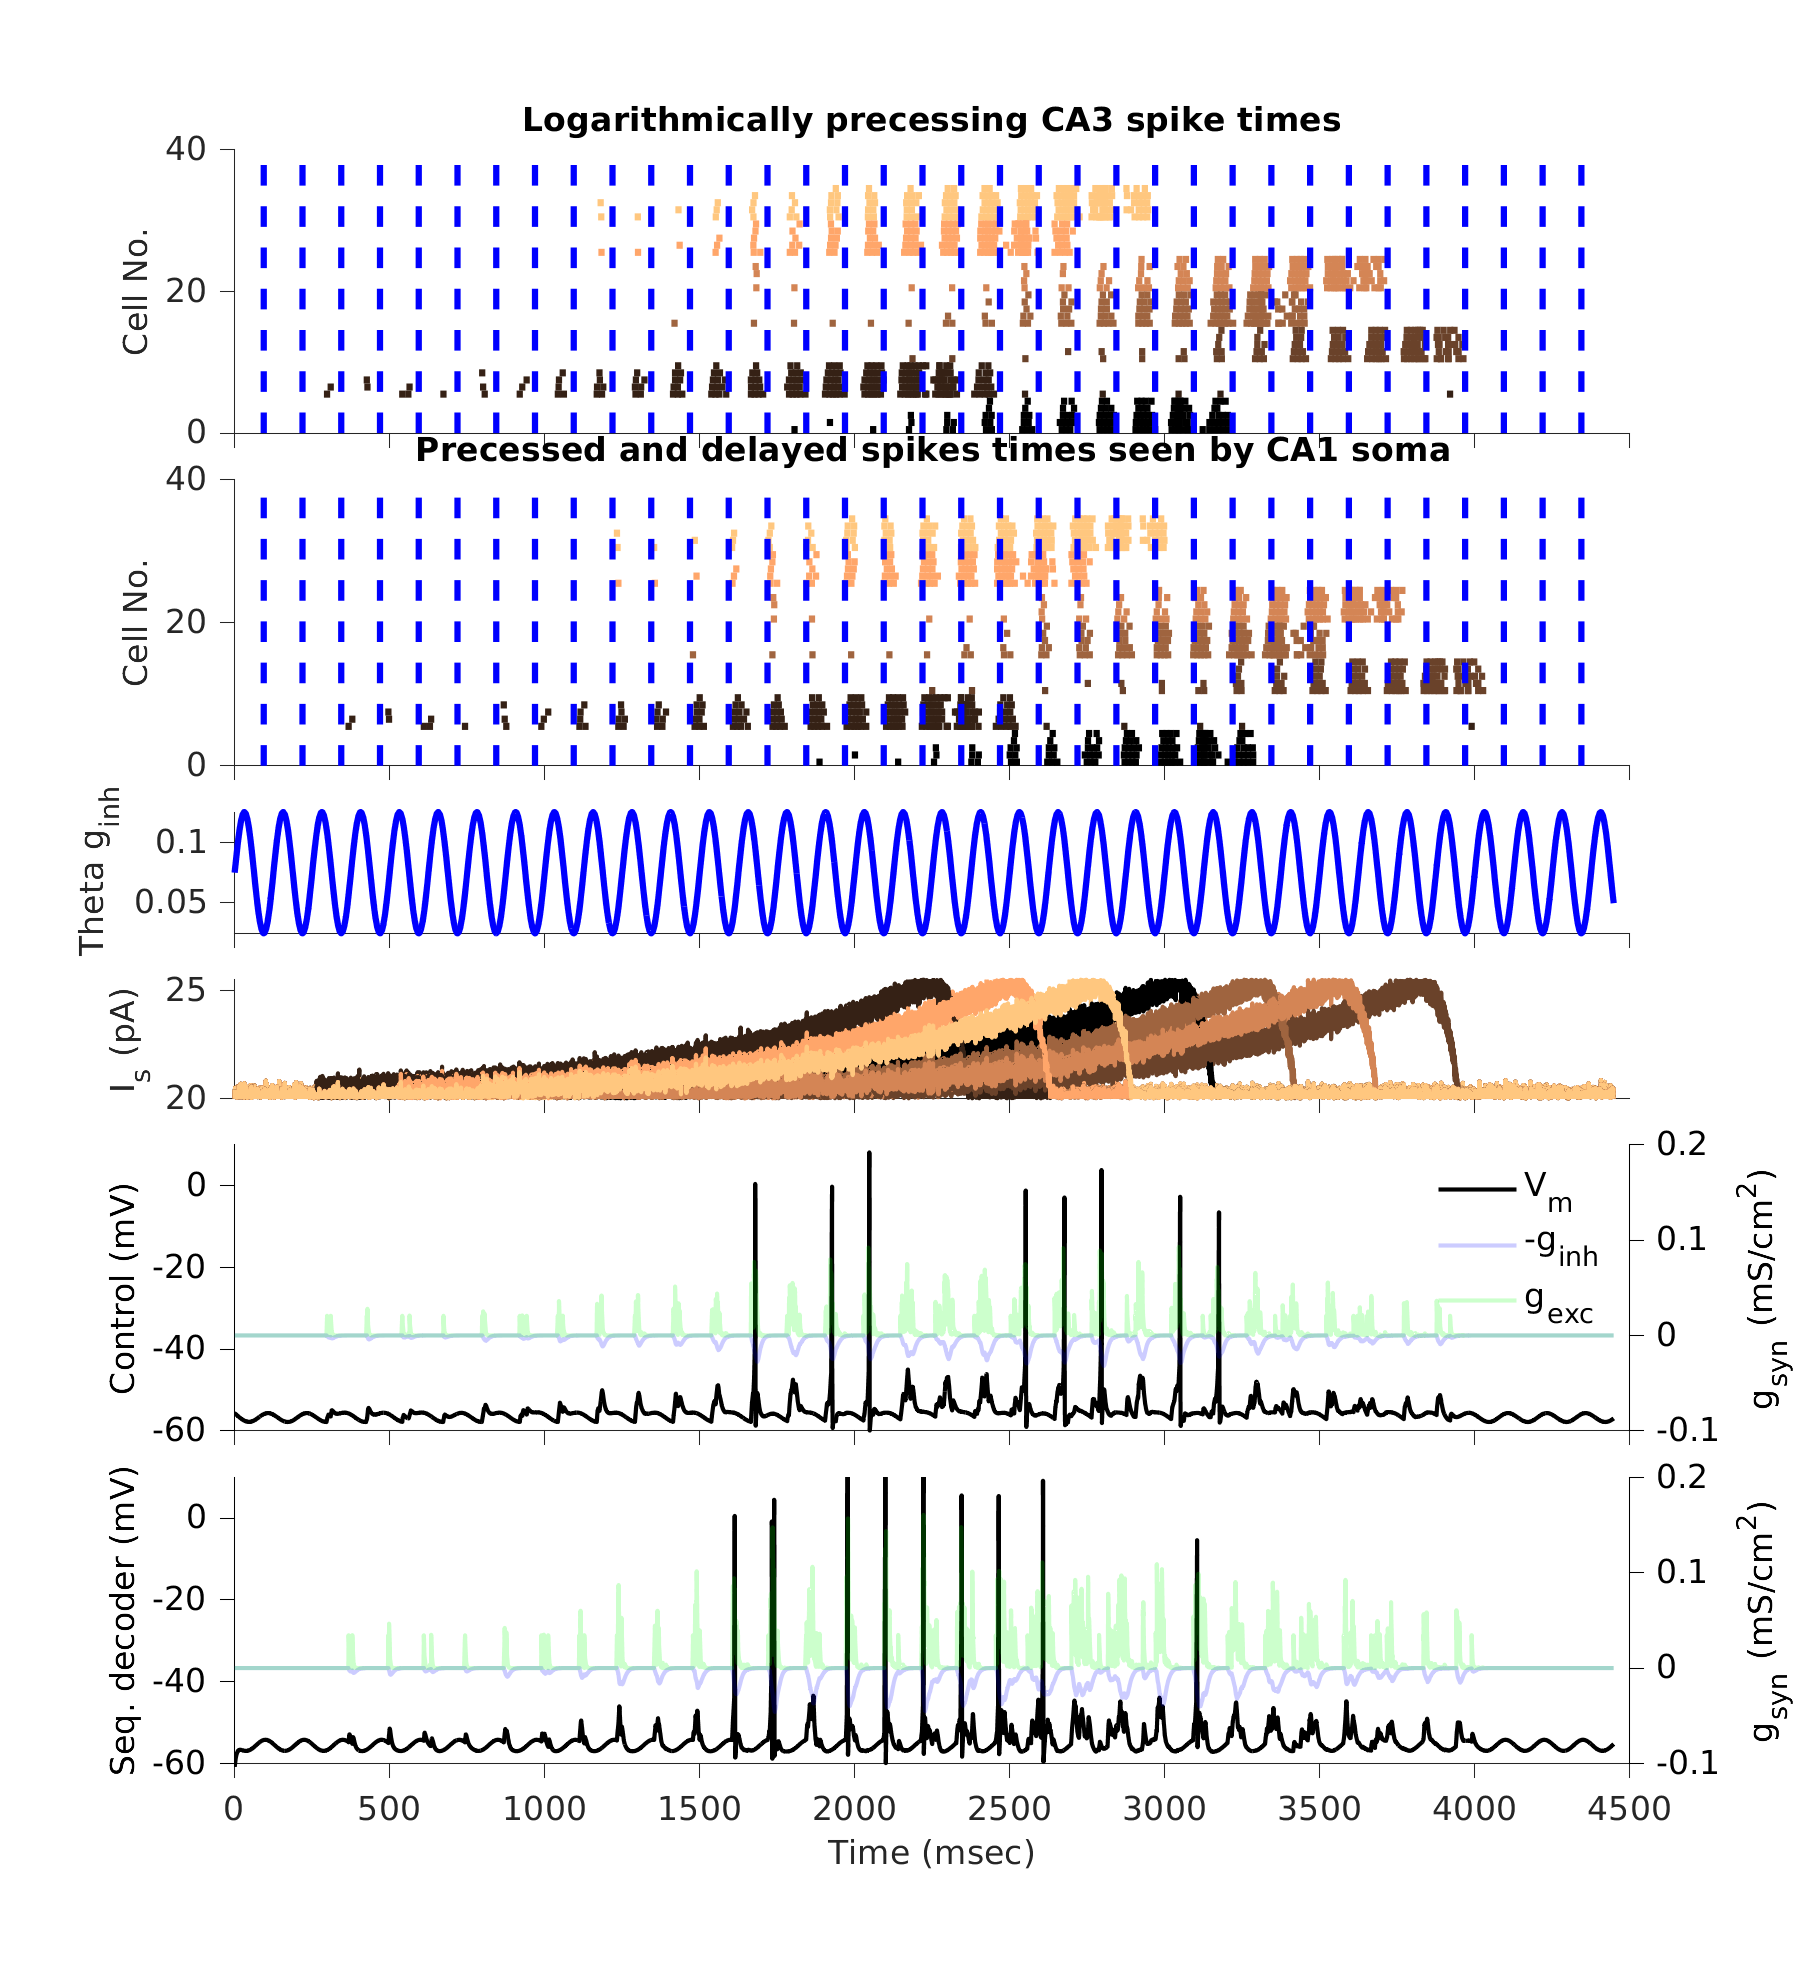 Logarithmically precessing CA3 spike times
40
20
0
Cell No.
Precessed and delayed spikes times seen by CA1 soma
40
20
0
Cell No.
0.1
0.05
Theta g_inh
25
20
I_s (pA)
0
-20
-40
-60
Control (mV)
V_m
-g_inh
g_exc
0.2
0.1
0
-0.1
g_syn (mS/cm^2)
0
-20
-40
-60
Seq. decoder (mV)
0.2
0.1
0
-0.1
g_syn (mS/cm^2)
0 500 1000 1500 2000 2500 3000 3500 4000 4500
Time (msec)